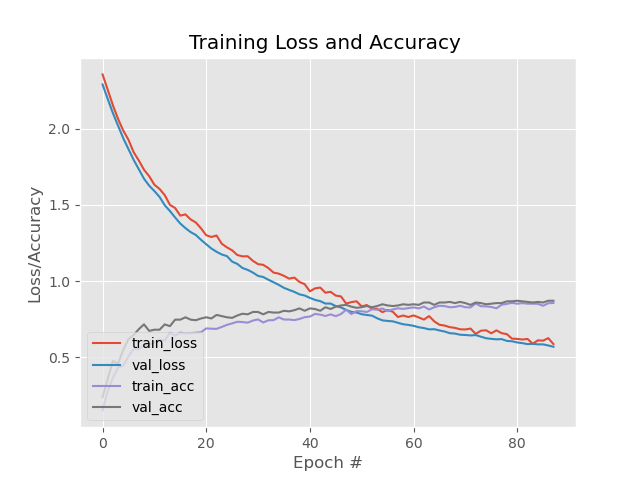 Training Loss and Accuracy
Loss/Accuracy
2.0
1.5
1.0
0.5
train_loss
val_loss
train_acc
val_acc
0 20 40 60 80
Epoch #